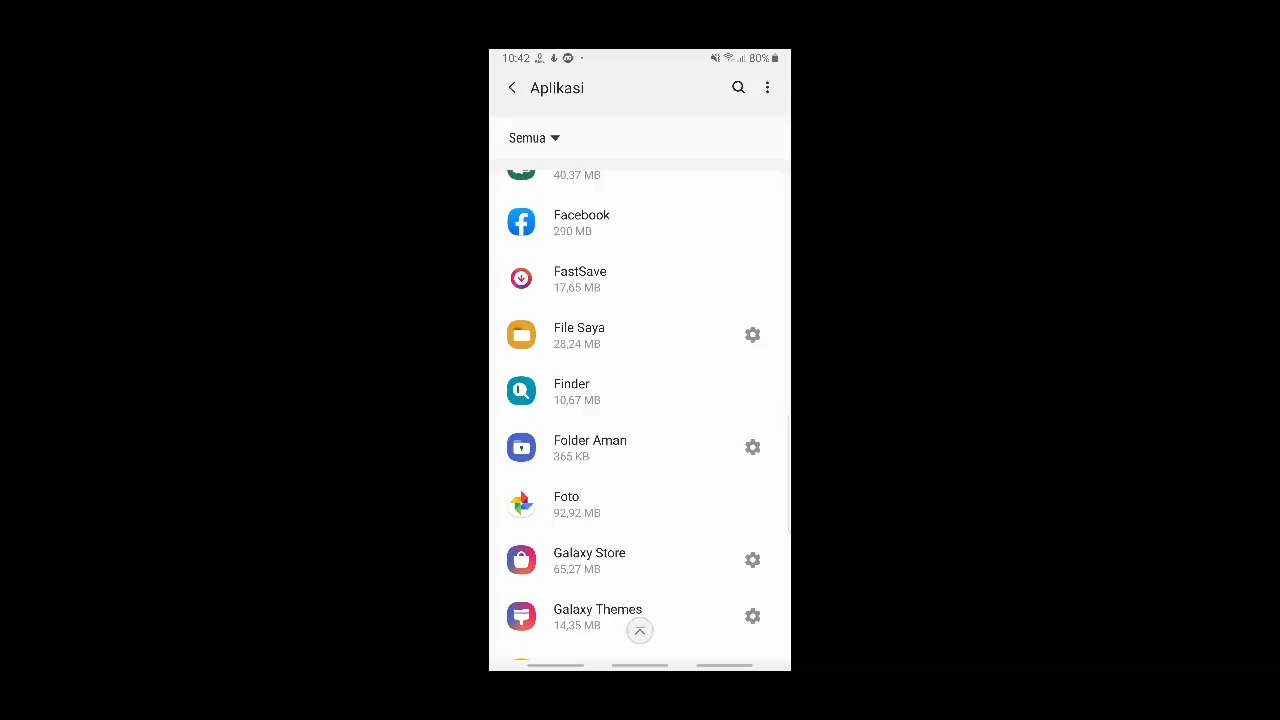 10:42
80%
Aplikasi
Semua
40,37 MB
Facebook
290 MB
FastSave
17,65 MB
File Saya
28,24 MB
Finder
10,67 MB
Folder Aman
365 KB
Foto
92,92 MB
Galaxy Store
65,27 MB
Galaxy Themes
14,35 MB